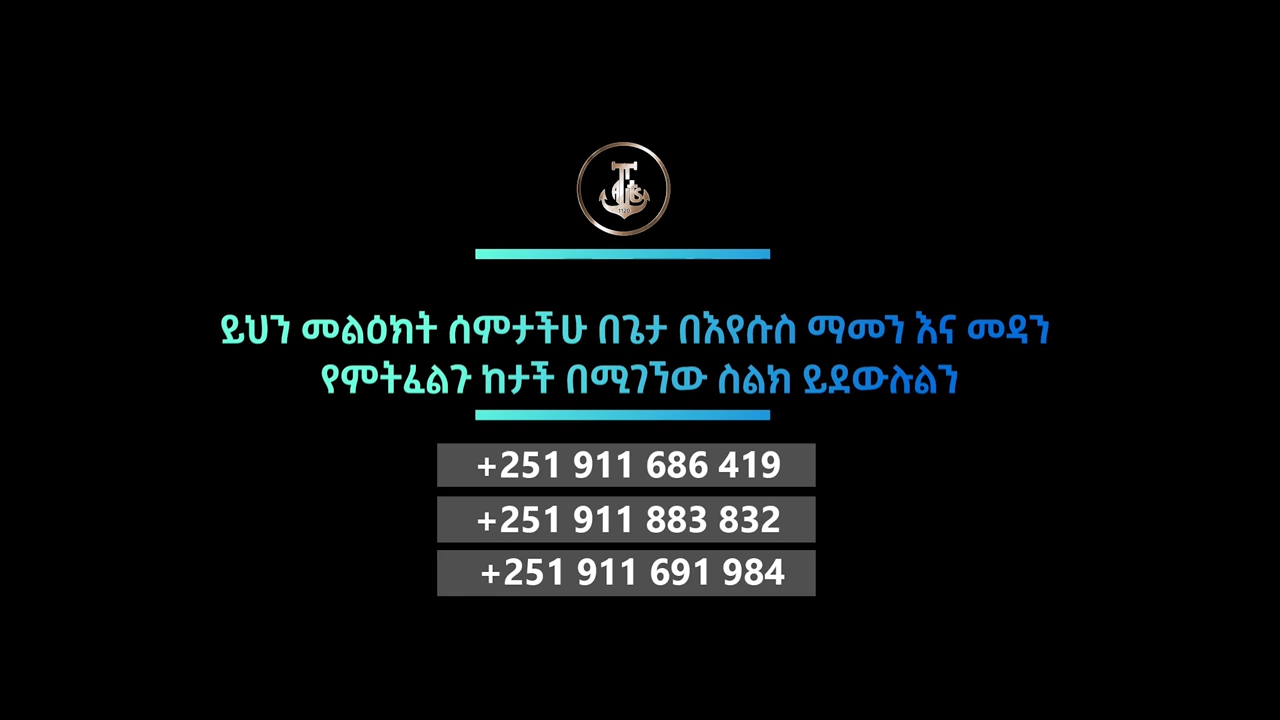 ይህን መልዕክት ሰምታችሁ በጌታ በእየሱስ ማመን እና መዳን
የምትፈልጉ ከታች በሚገኘው ስልክ ይደውሉልን
+251 911 686 419
+251 911 883 832
+251 911 691 984